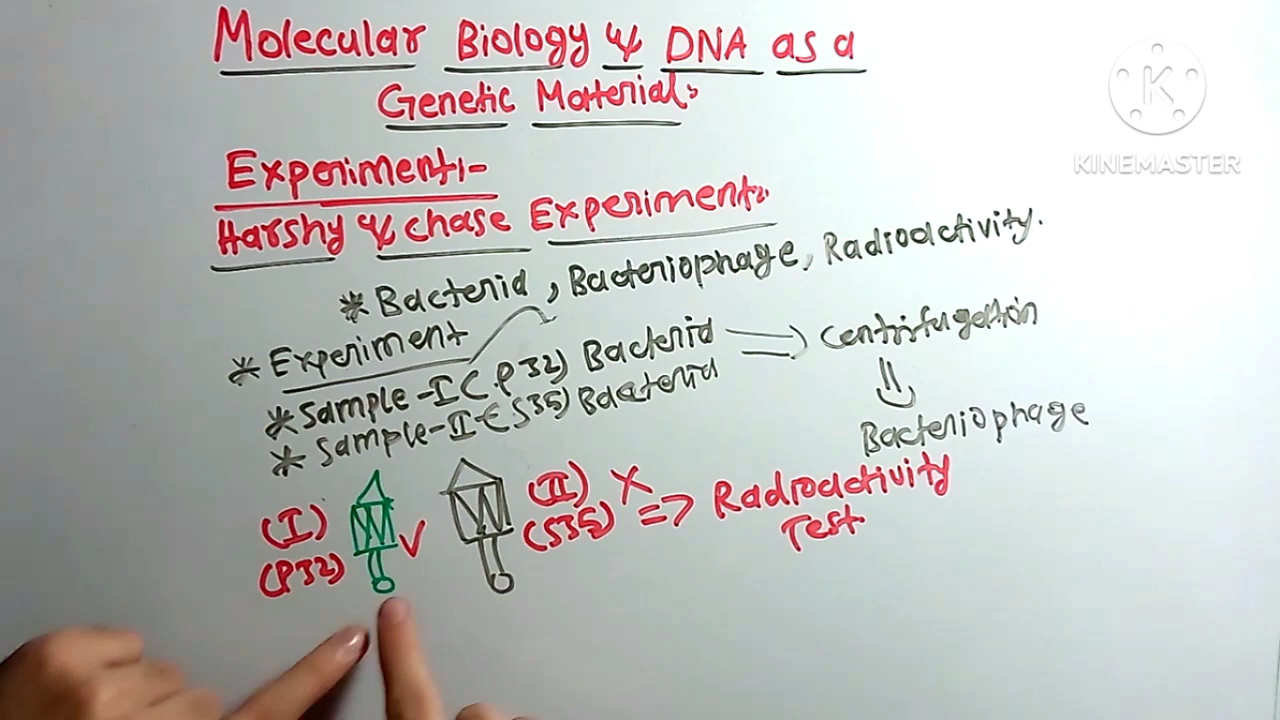 Molecular Biology & DNA as a
Genetic Material:
K
KINEMASTER
Experiment:-
Harshy & chase Experiment:
* Bacteria, Bacteriophage, Radioactivity.
* Experiment
* Sample-I (P32) Bacteria => Centrifugation
* Sample-II (S35) Bacteria
Bacteriophage
(I) (P32) ✓
(II) (S35) X => Radioactivity
Test.